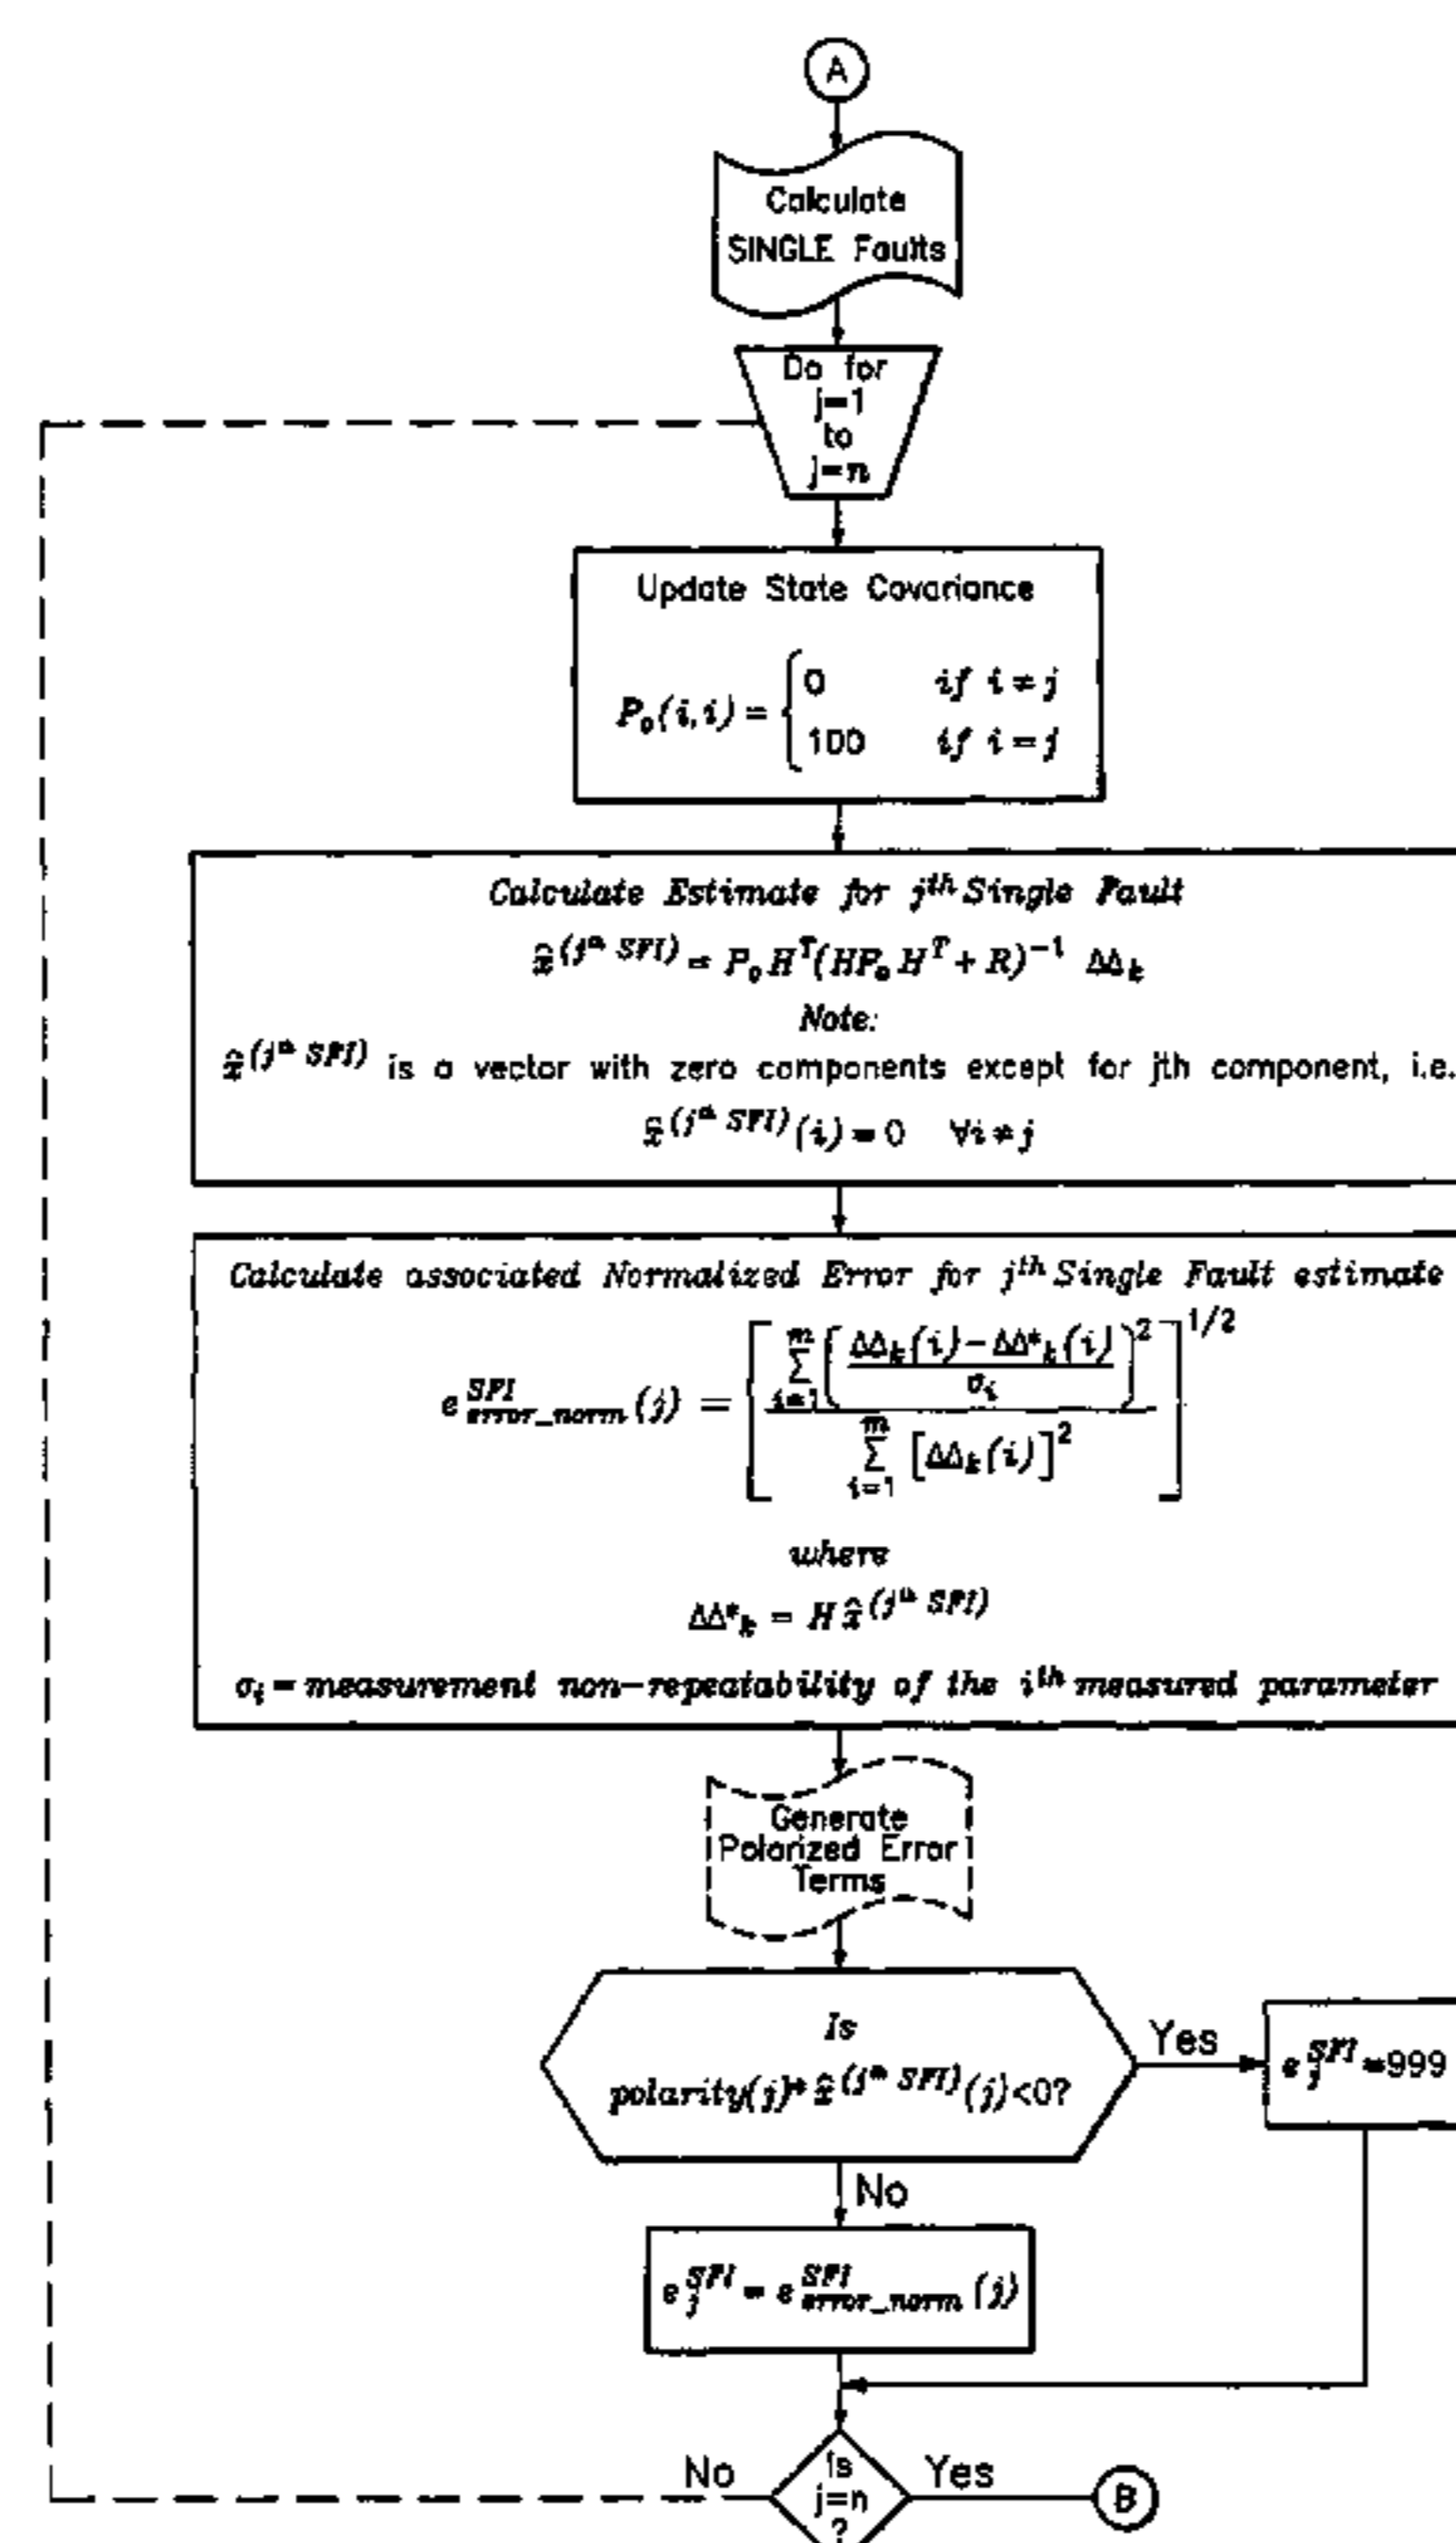 A
Calculate
SINGLE Faults
Do for
j=1
to
j=n
Update State Covariance
P₀(i,i) = { 0 if i ≠ j
100 if i = j
Calculate Estimate for jᵗʰ Single Fault
x̂^(jᵗʰ SFI) = P₀Hᵀ(HP₀Hᵀ + R)⁻¹ ΔΔₖ
Note:
x̂^(jᵗʰ SFI) is a vector with zero components except for jth component, i.e.
x̂^(jᵗʰ SFI)(i) = 0 ∀i ≠ j
Calculate associated Normalized Error for jᵗʰ Single Fault estimate
e^SFI_error_norm(j) = [ Σ_{i=1}^m ( (ΔΔₖ(i) − ΔΔ*ₖ(i)) / σᵢ )² / Σ_{i=1}^m [ΔΔₖ(i)]² ]^1/2
where
ΔΔ*ₖ = H x̂^(jᵗʰ SFI)
σᵢ = measurement non-repeatability of the iᵗʰ measured parameter
Generate
Polarized Error
Terms
Is
polarity(j)* x̂^(jᵗʰ SFI)(j)<0?
Yes
e_j^SFI = 999
No
e_j^SFI = e^SFI_error_norm(j)
No
Is
j=n
?
Yes
B